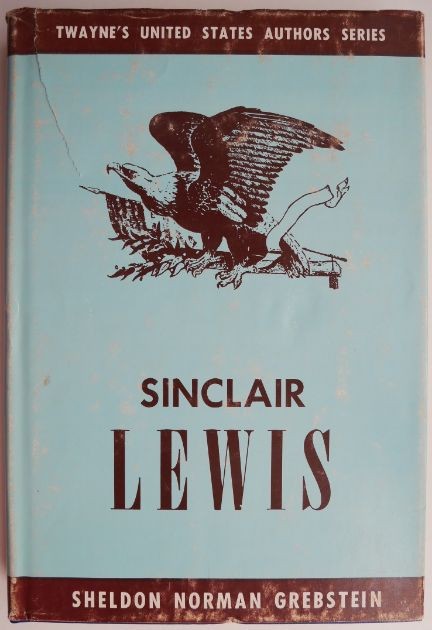 TWAYNE'S UNITED STATES AUTHORS SERIES
SINCLAIR
LEWIS
SHELDON NORMAN GREBSTEIN